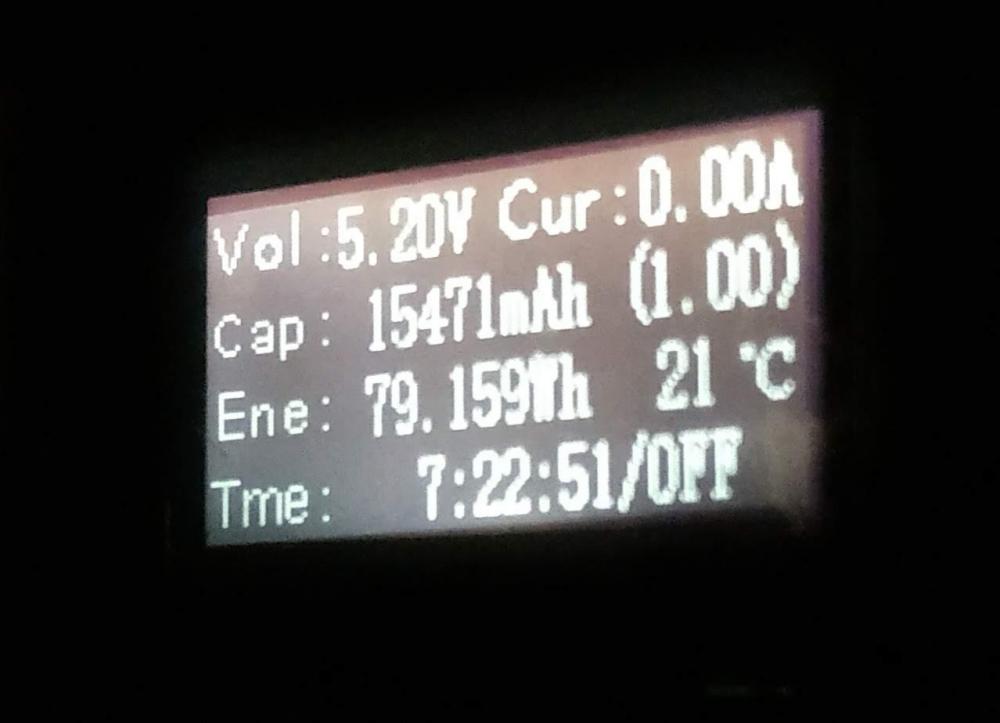 Vol:5.20V Cur:0.00A
Cap: 15471mAh (1.00)
Ene: 79.159Wh 21 ℃
Tme: 7:22:51/OFF